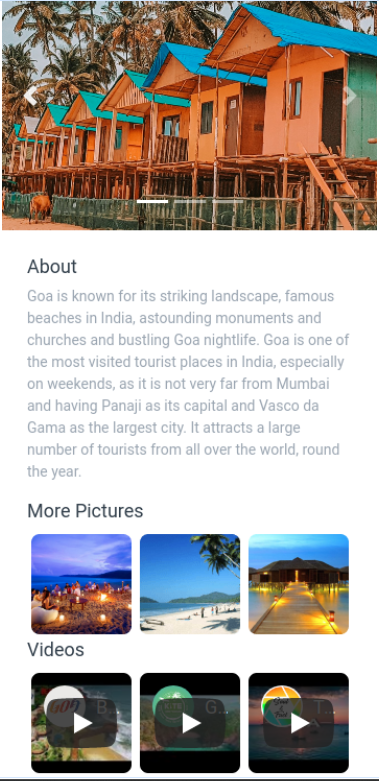 About
Goa is known for its striking landscape, famous
beaches in India, astounding monuments and
churches and bustling Goa nightlife. Goa is one of
the most visited tourist places in India, especially
on weekends, as it is not very far from Mumbai
and having Panaji as its capital and Vasco da
Gama as the largest city. It attracts a large
number of tourists from all over the world, round
the year.
More Pictures
Videos
GOA B
G...
T...